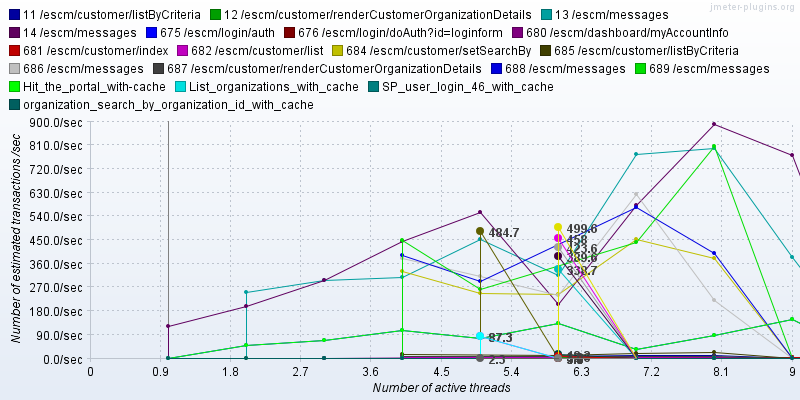 jmeter-plugins.org
11 /escm/customer/listByCriteria 12 /escm/customer/renderCustomerOrganizationDetails 13 /escm/messages
14 /escm/messages 675 /escm/login/auth 676 /escm/login/doAuth?id=loginform 680 /escm/dashboard/myAccountInfo
681 /escm/customer/index 682 /escm/customer/list 684 /escm/customer/setSearchBy 685 /escm/customer/listByCriteria
686 /escm/messages 687 /escm/customer/renderCustomerOrganizationDetails 688 /escm/messages 689 /escm/messages
Hit_the_portal_with-cache List_organizations_with_cache SP_user_login_46_with_cache
organization_search_by_organization_id_with_cache
900.0/sec
810.0/sec
720.0/sec
630.0/sec
540.0/sec
450.0/sec
360.0/sec
270.0/sec
180.0/sec
90.0/sec
0.0/sec
Number of estimated transactions /sec
484.7
499.6
458
423.6
389.6
87.3
2.3
0 0.9 1.8 2.7 3.6 4.5 5.4 6.3 7.2 8.1 9
Number of active threads